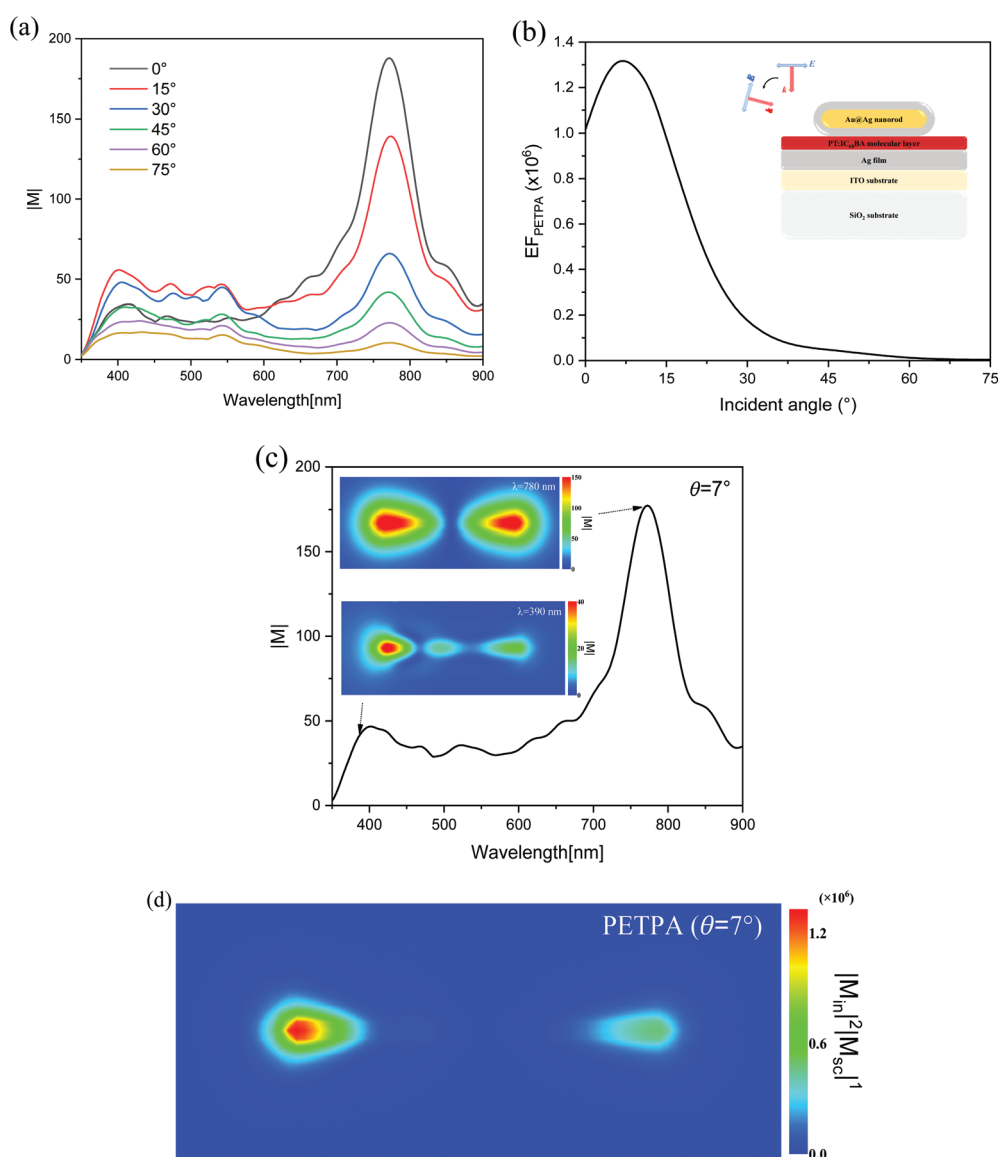 (a)
200
150
100
50
0
|M|
0°
15°
30°
45°
60°
75°
400 500 600 700 800 900
Wavelength[nm]
(b)
1.4
1.3
1.2
1.0
0.8
0.6
0.4
0.2
0.0
EF_PETPA (x10⁶)
E
k
Au@Ag nanorod
PT:IC₆₀BA molecular layer
Ag film
ITO substrate
SiO₂ substrate
0 15 30 45 60 75
Incident angle (°)
(c)
200
150
100
50
0
|M|
θ=7°
λ=780 nm
150
100
50
0
|M|
λ=390 nm
40
20
0
|M|
400 500 600 700 800 900
Wavelength[nm]
(d)
PETPA (θ=7°)
(×10⁶)
1.2
0.6
0.0
|M_in|²|M_sc|¹